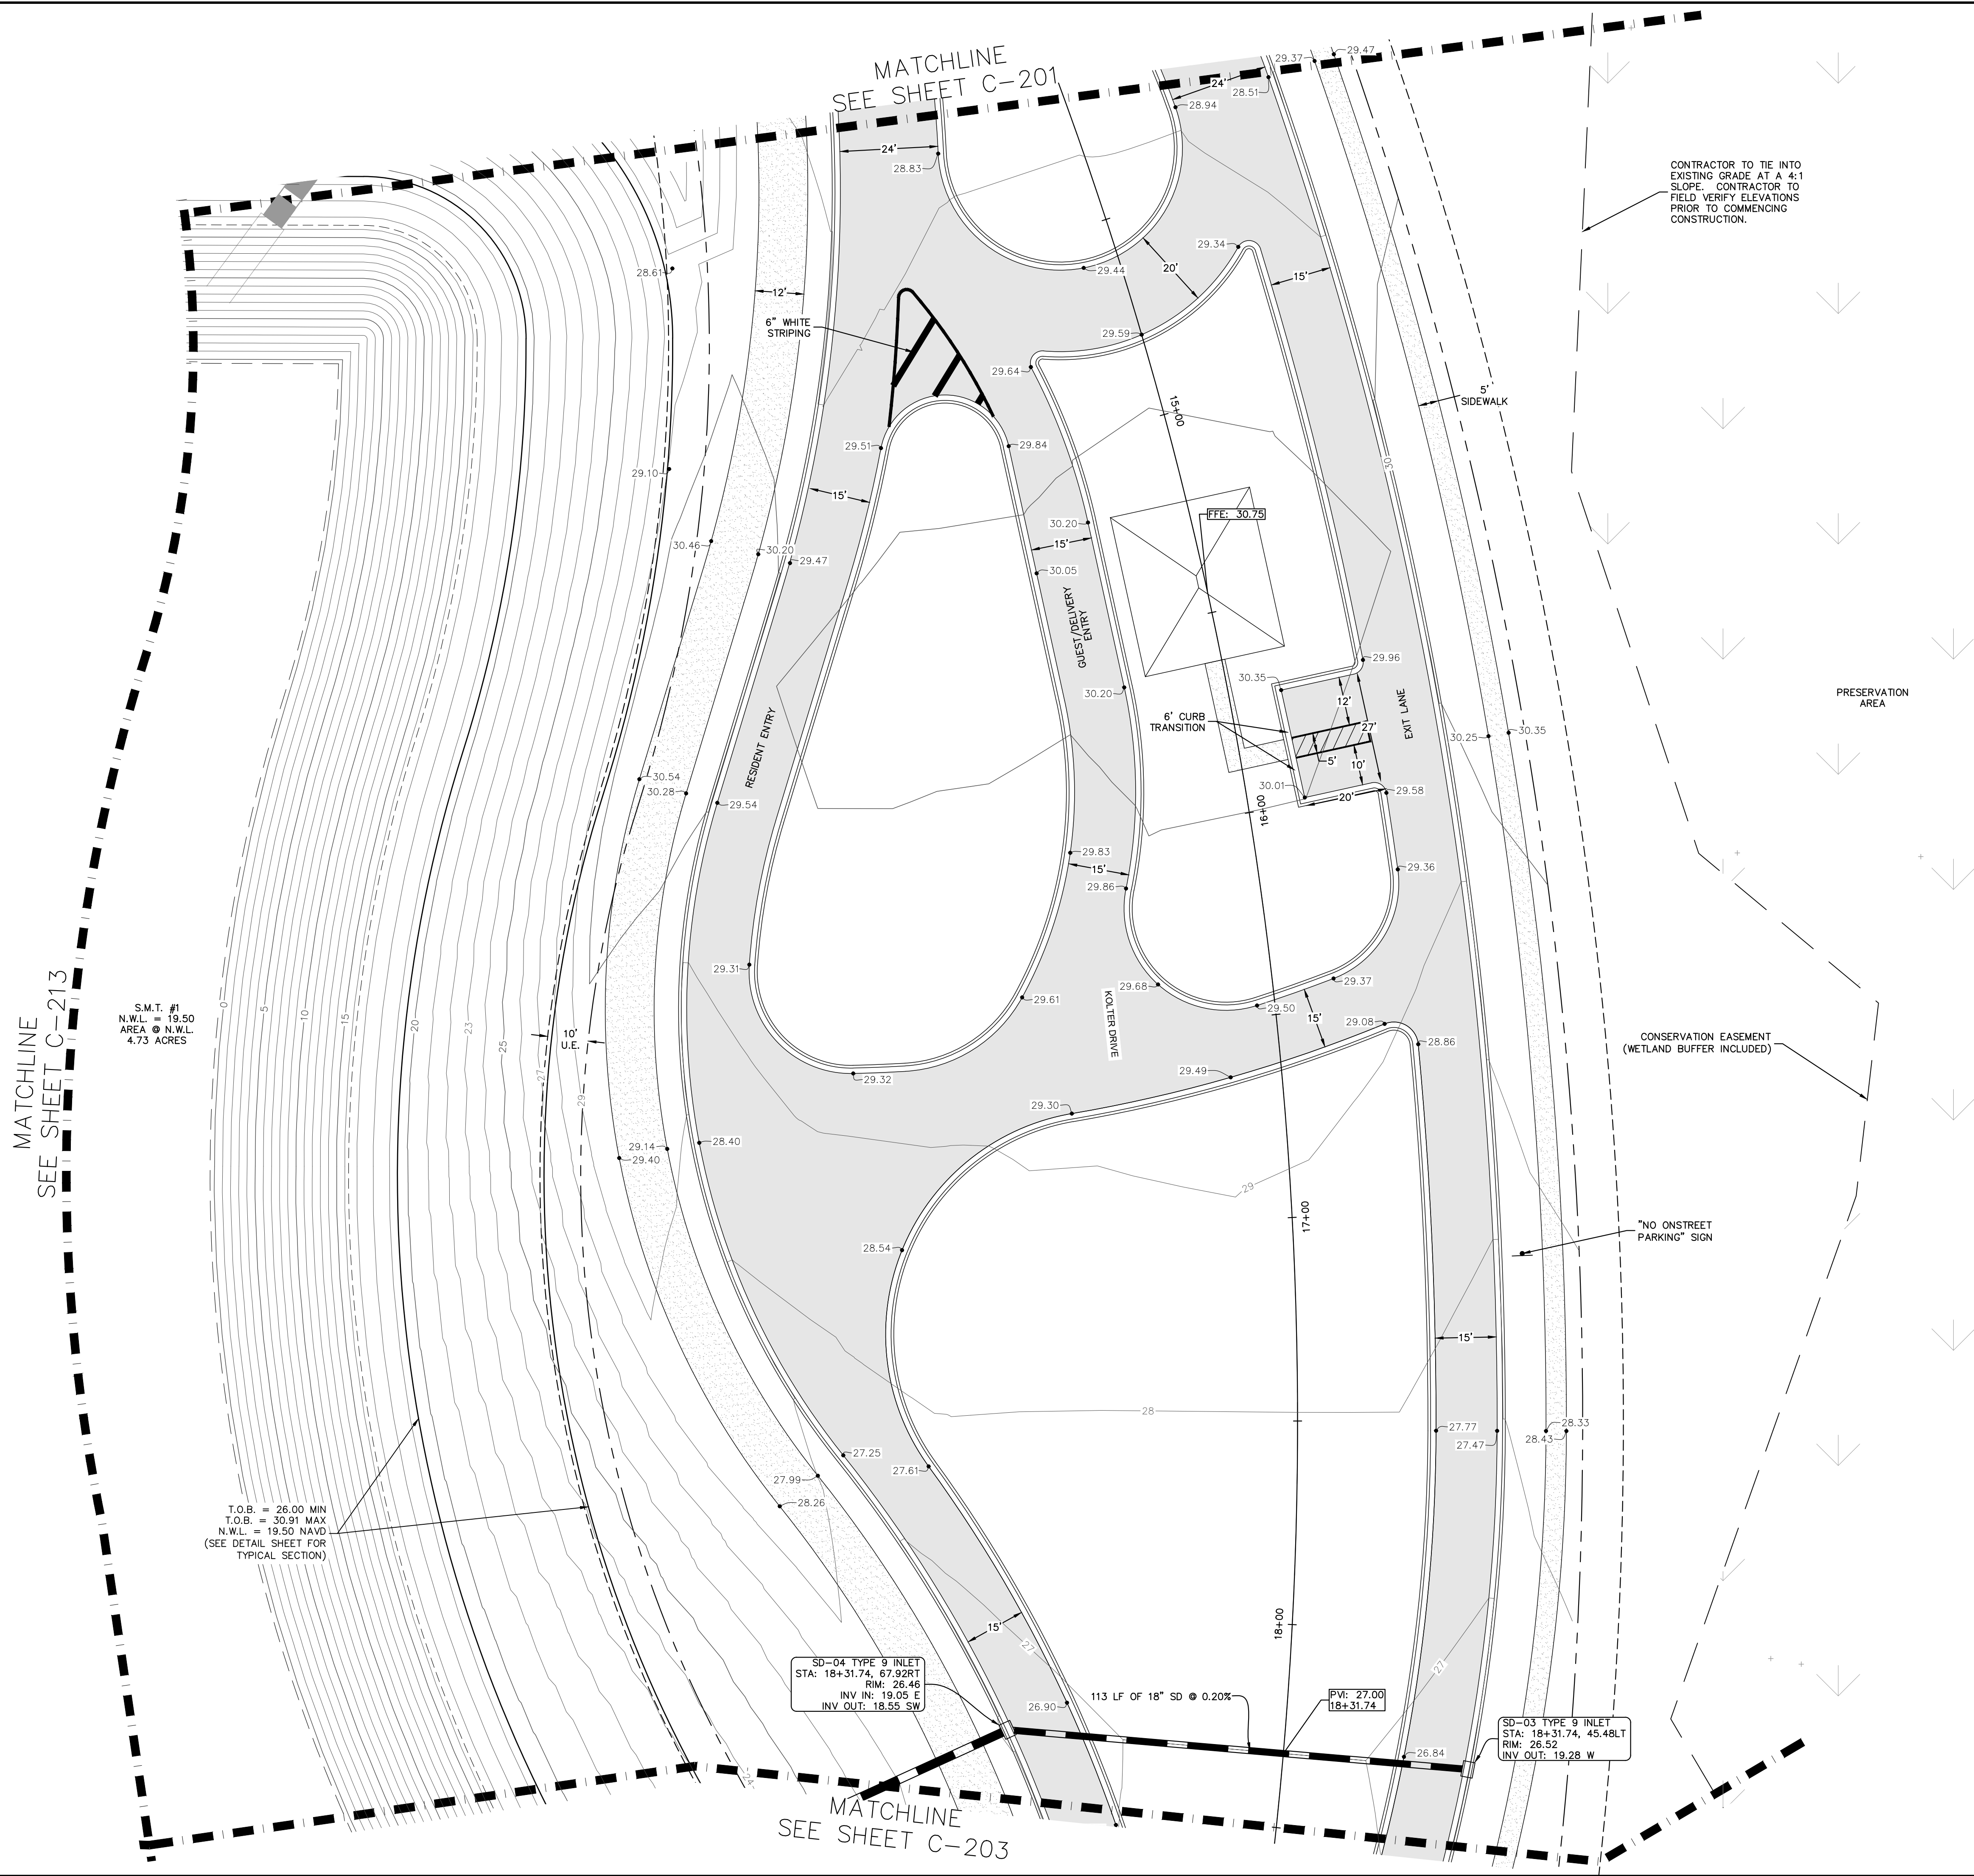 MATCHLINE
SEE SHEET C-201
29.37
29.47
24'
28.51
28.94
24'
28.83
CONTRACTOR TO TIE INTO
EXISTING GRADE AT A 4:1
SLOPE. CONTRACTOR TO
FIELD VERIFY ELEVATIONS
PRIOR TO COMMENCING
CONSTRUCTION.
29.34
28.61
29.44
20'
15'
12'
6" WHITE
STRIPING
29.59
29.64
5'
SIDEWALK
15+00
29.51
29.84
30
29.10
15'
30.20
FFE: 30.75
30.46
30.20
29.47
15'
30.05
GUEST/DELIVERY
ENTRY
29.96
30.35
30.20
12'
PRESERVATION
AREA
6' CURB
TRANSITION
27'
EXIT LANE
RESIDENT ENTRY
30.25
30.35
5'
10'
30.54
30.28
30.01
20'
29.58
29.54
16+00
29.83
15'
29.86
29.36
29.31
29.37
29.68
29.61
29.50
KOLTER DRIVE
15'
29.08
28.86
MATCHLINE
SEE SHEET C-213
S.M.T. #1
N.W.L. = 19.50
AREA @ N.W.L.
4.73 ACRES
0
5
10
15
20
23
25
27
29
10'
U.E.
CONSERVATION EASEMENT
(WETLAND BUFFER INCLUDED)
29.32
29.49
29.30
28.40
29.14
29.40
29
17+00
28.54
"NO ONSTREET
PARKING" SIGN
15'
28
27.77
27.47
28.33
28.43
27.25
27.61
27.99
28.26
T.O.B. = 26.00 MIN
T.O.B. = 30.91 MAX
N.W.L. = 19.50 NAVD
(SEE DETAIL SHEET FOR
TYPICAL SECTION)
15'
27
18+00
27
SD-04 TYPE 9 INLET
STA: 18+31.74, 67.92RT
RIM: 26.46
INV IN: 19.05 E
INV OUT: 18.55 SW
26.90
113 LF OF 18" SD @ 0.20%
PVI: 27.00
18+31.74
26.84
SD-03 TYPE 9 INLET
STA: 18+31.74, 45.48LT
RIM: 26.52
INV OUT: 19.28 W
24
MATCHLINE
SEE SHEET C-203